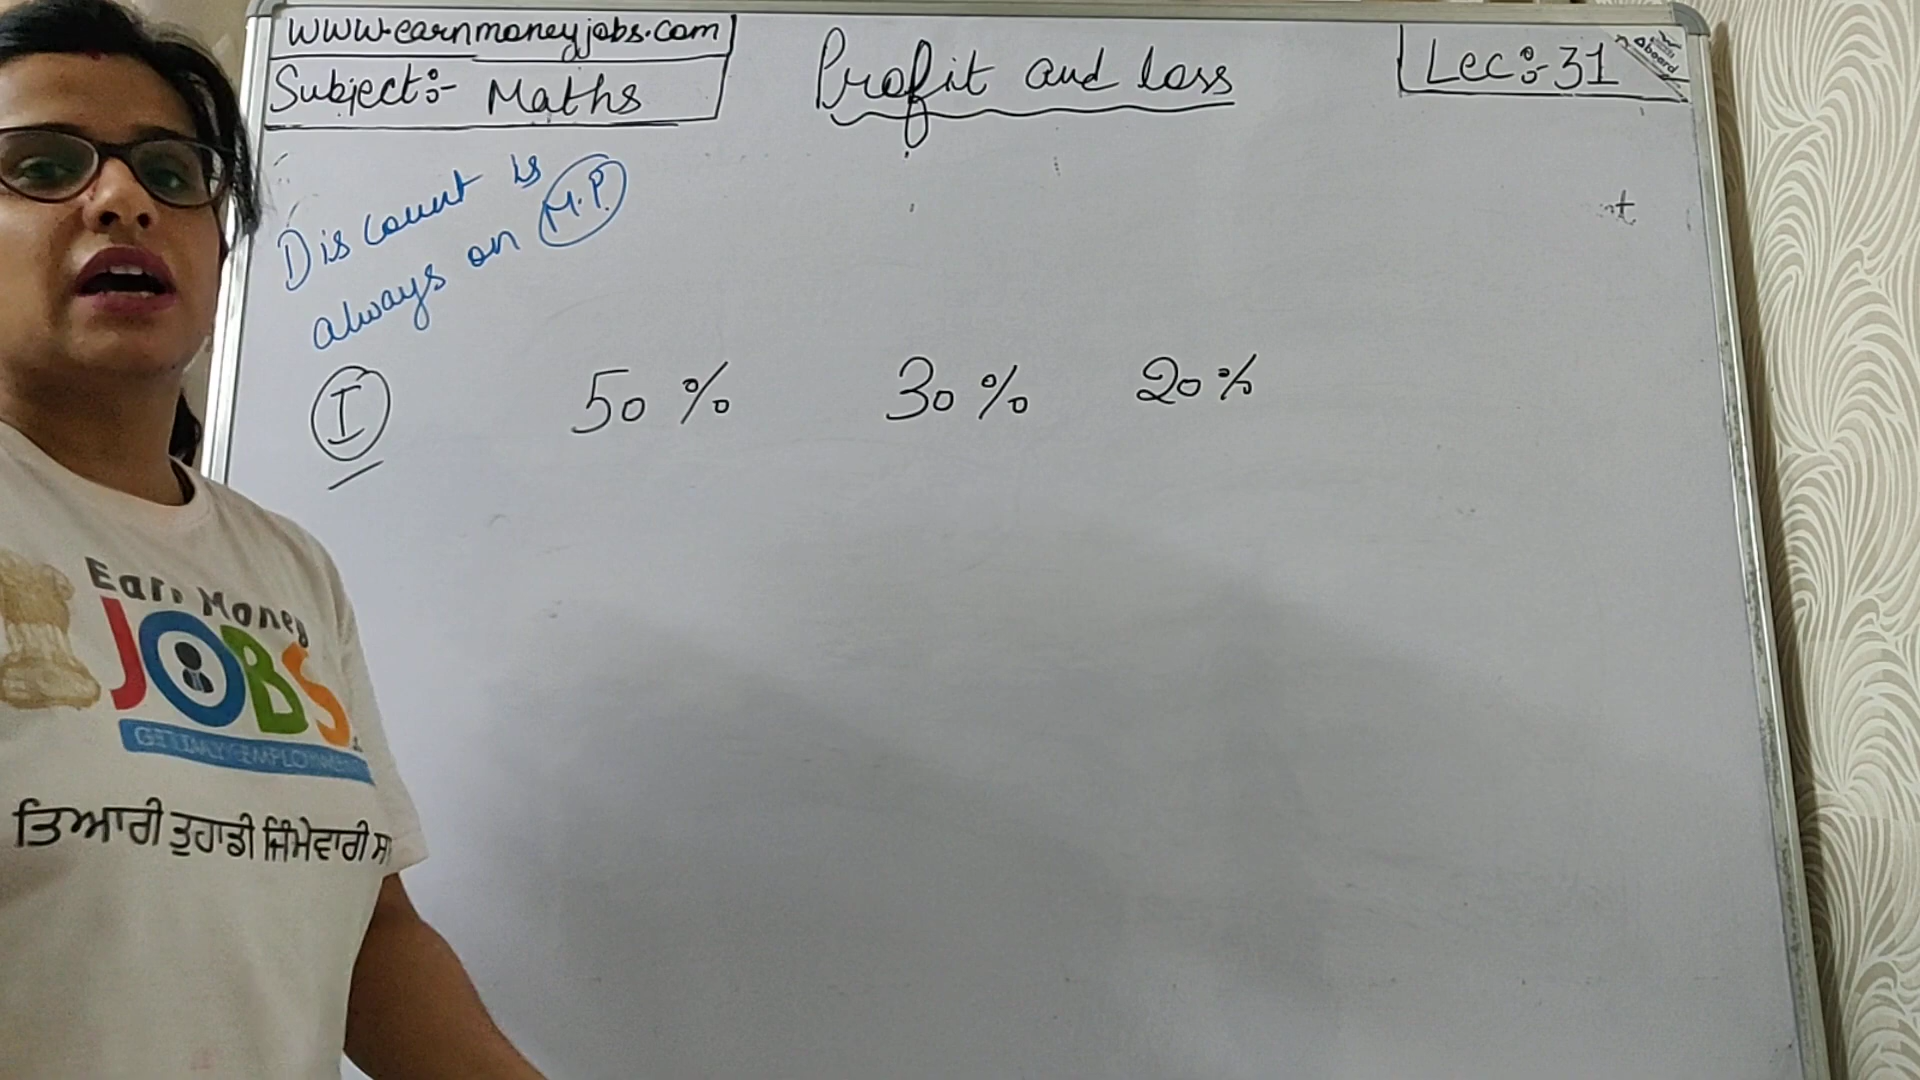 www.earnmoneyjobs.com
Subject:- Maths
Profit and loss
Lec:-31
Aboard
Discount is
always on M.P.
I 50% 30% 20%
Earn Money
JOBS
ਤਿਆਰੀ ਤੁਹਾਡੀ ਜਿੰਮੇਵਾਰੀ ਸਾ